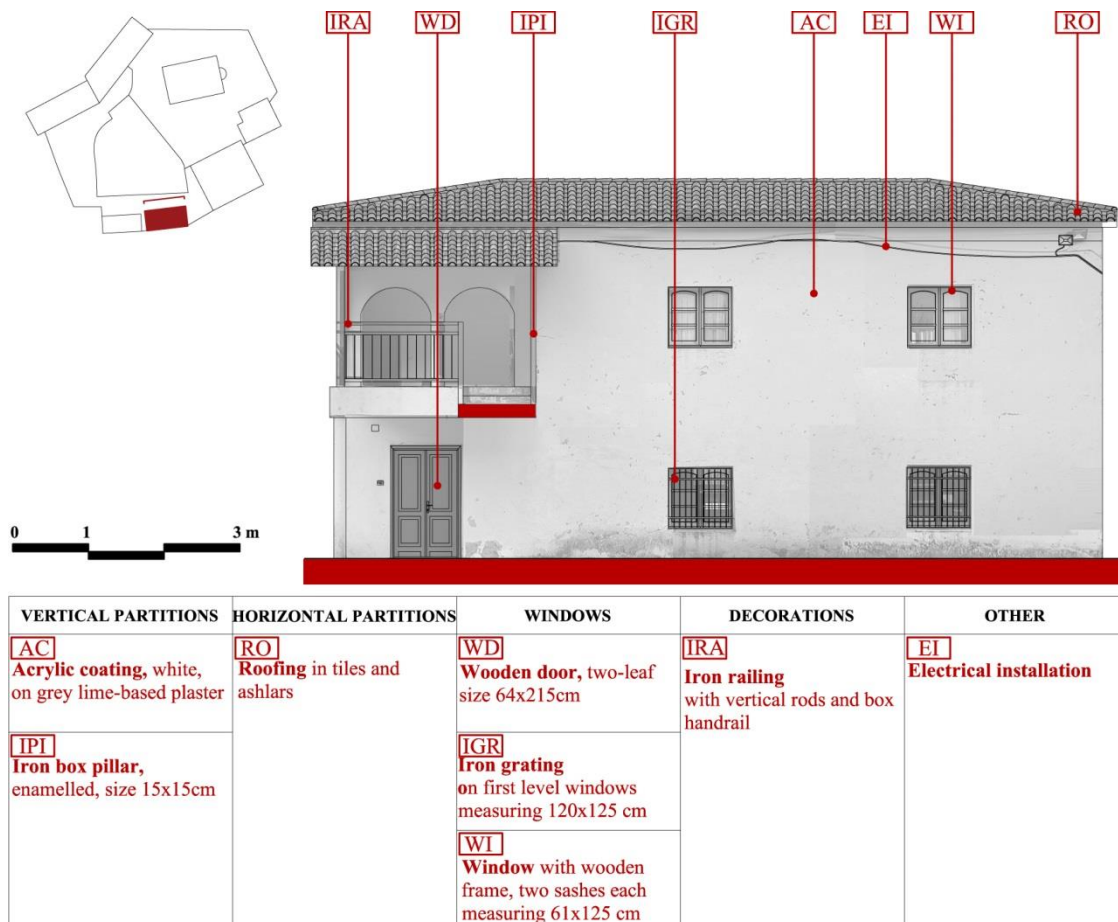 IRA WD IPI IGR AC EI WI RO
0 1 3 m
VERTICAL PARTITIONS
AC
Acrylic coating, white,
on grey lime-based plaster
IPI
Iron box pillar,
enamelled, size 15x15cm
HORIZONTAL PARTITIONS
RO
Roofing in tiles and
ashlars
WINDOWS
WD
Wooden door, two-leaf
size 64x215cm
IGR
Iron grating
on first level windows
measuring 120x125 cm
WI
Window with wooden
frame, two sashes each
measuring 61x125 cm
DECORATIONS
IRA
Iron railing
with vertical rods and box
handrail
OTHER
EI
Electrical installation